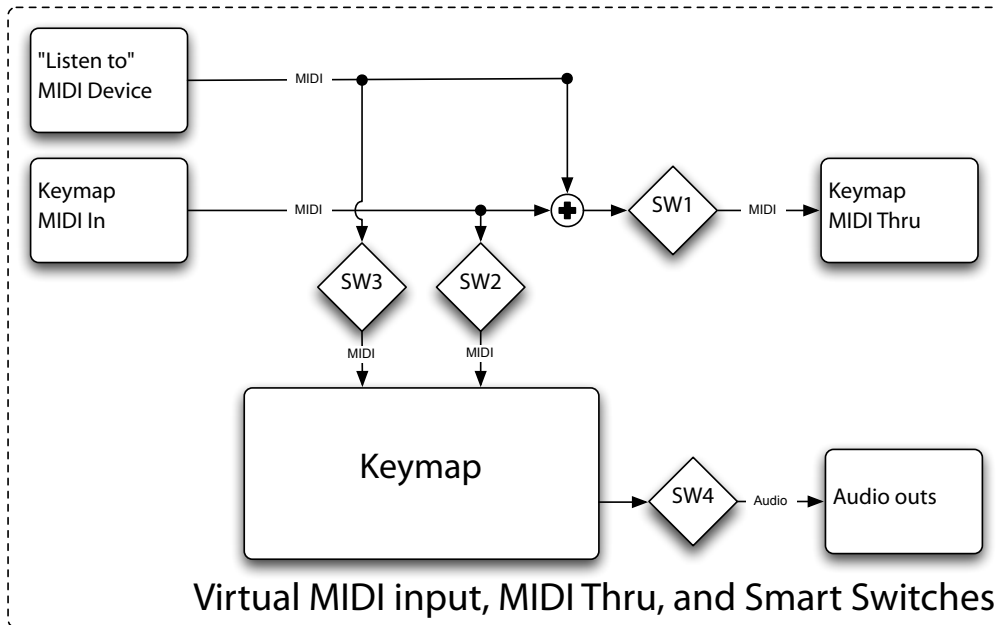 "Listen to"
MIDI Device
MIDI
Keymap
MIDI In
MIDI
SW1
MIDI
Keymap
MIDI Thru
SW3
SW2
MIDI
MIDI
Keymap
SW4
Audio
Audio outs
Virtual MIDI input, MIDI Thru, and Smart Switches